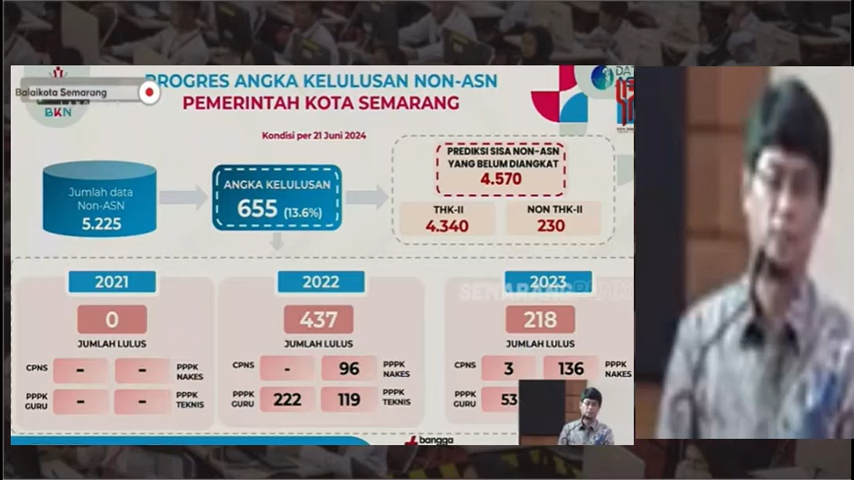 PROGRES ANGKA KELULUSAN NON-ASN
PEMERINTAH KOTA SEMARANG
Balaikota Semarang
BKN
Kondisi per 21 Juni 2024
Jumlah data
Non-ASN
5.225
ANGKA KELULUSAN
655 (13.6%)
PREDIKSI SISA NON-ASN
YANG BELUM DIANGKAT
4.570
THK-II
4.340
NON THK-II
230
2021
0
JUMLAH LULUS
CPNS - - PPPK NAKES
PPPK GURU - - PPPK TEKNIS
2022
437
JUMLAH LULUS
CPNS - 96 PPPK NAKES
PPPK GURU 222 119 PPPK TEKNIS
2023
218
JUMLAH LULUS
CPNS 3 136 PPPK NAKES
PPPK GURU 53
SEMARANG
bangga